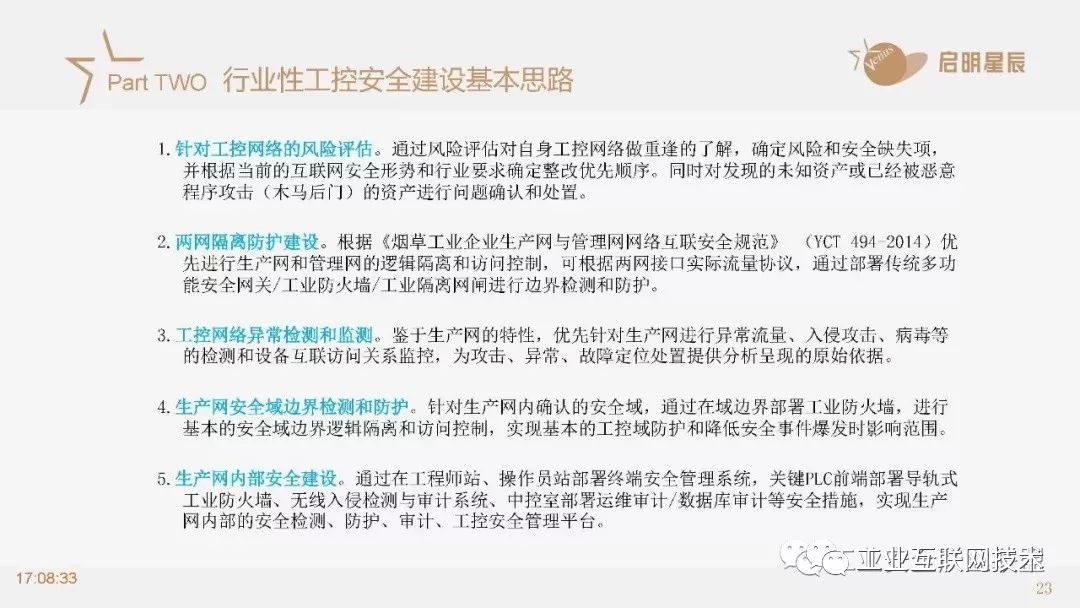 Part TWO 行业性工控安全建设基本思路
Venus
启明星辰
1. 针对工控网络的风险评估。通过风险评估对自身工控网络做重逢的了解，确定风险和安全缺失项，
并根据当前的互联网安全形势和行业要求确定整改优先顺序。同时对发现的未知资产或已经被恶意
程序攻击（木马后门）的资产进行问题确认和处置。
2. 两网隔离防护建设。根据《烟草工业企业生产网与管理网网络互联安全规范》 （YCT 494-2014）优
先进行生产网和管理网的逻辑隔离和访问控制，可根据两网接口实际流量协议，通过部署传统多功
能安全网关/工业防火墙/工业隔离网闸进行边界检测和防护。
3. 工控网络异常检测和监测。鉴于生产网的特性，优先针对生产网进行异常流量、入侵攻击、病毒等
的检测和设备互联访问关系监控，为攻击、异常、故障定位处置提供分析呈现的原始依据。
4. 生产网安全域边界检测和防护。针对生产网内确认的安全域，通过在域边界部署工业防火墙，进行
基本的安全域边界逻辑隔离和访问控制，实现基本的工控域防护和降低安全事件爆发时影响范围。
5. 生产网内部安全建设。通过在工程师站、操作员站部署终端安全管理系统，关键PLC前端部署导轨式
工业防火墙、无线入侵检测与审计系统、中控室部署运维审计/数据库审计等安全措施，实现生产
网内部的安全检测、防护、审计、工控安全管理平台。
业互联网技术
17:08:33
23